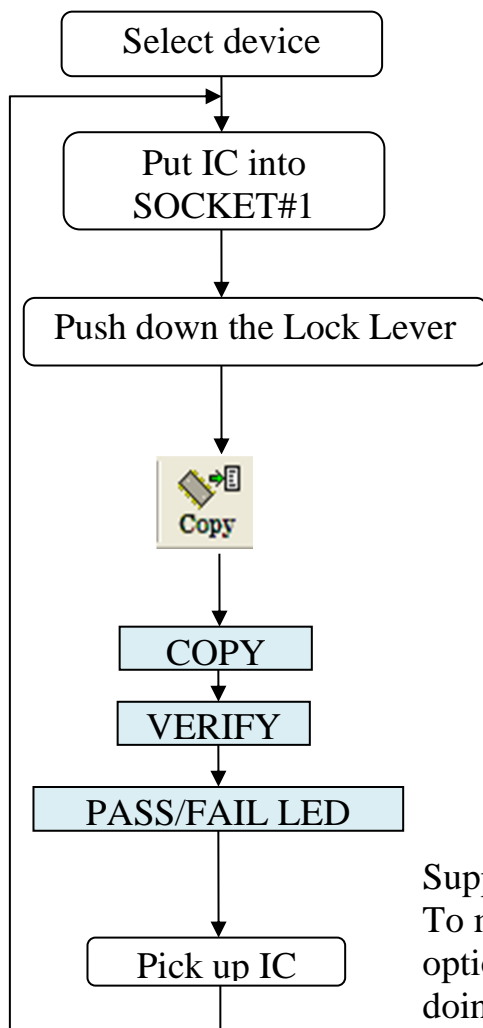 Select device
Put IC into
SOCKET#1
Push down the Lock Lever
Copy
COPY
VERIFY
PASS/FAIL LED
Pick up IC
To